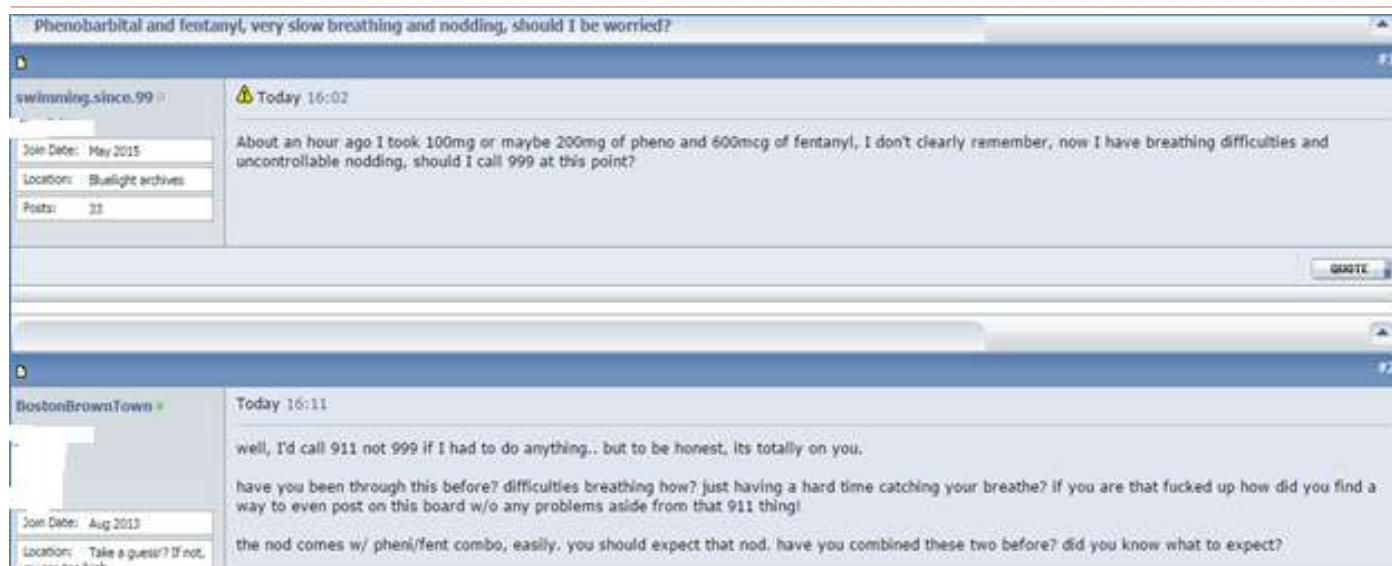 Phenobarbital and fentanyl, very slow breathing and nodding, should I be worried?
swimming.since.99
Today 16:02
Join Date: May 2015
Location: Bluelight archives
Posts: 33
About an hour ago I took 100mg or maybe 200mg of pheno and 600mcg of fentanyl, I don't clearly remember, now I have breathing difficulties and
uncontrollable nodding, should I call 999 at this point?
QUOTE
#2
BostonBrownTown
Today 16:11
Join Date: Aug 2013
Location: Take a guess!? If not,
well, I'd call 911 not 999 if I had to do anything.. but to be honest, its totally on you.
have you been through this before? difficulties breathing how? just having a hard time catching your breathe? if you are that fucked up how did you find a
way to even post on this board w/o any problems aside from that 911 thing!
the nod comes w/ pheni/fent combo, easily. you should expect that nod. have you combined these two before? did you know what to expect?